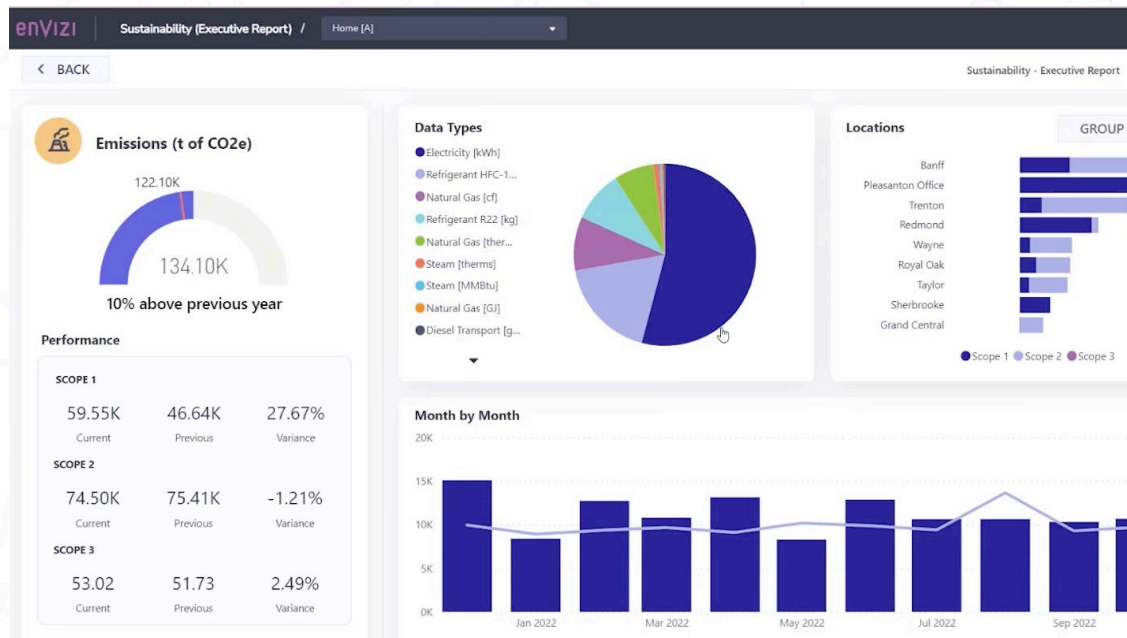 enVIZI
Sustainability (Executive Report) / Home [A]
BACK
Sustainability - Executive Report
Emissions (t of CO2e)
122.10K
134.10K
10% above previous year
Performance
SCOPE 1
59.55K 46.64K 27.67%
Current Previous Variance
SCOPE 2
74.50K 75.41K -1.21%
Current Previous Variance
SCOPE 3
53.02 51.73 2.49%
Current Previous Variance
Data Types
Electricity [kWh]
Refrigerant HFC-1...
Natural Gas [cf]
Refrigerant R22 [kg]
Natural Gas [ther...
Steam [therms]
Steam [MMBtu]
Natural Gas [GJ]
Diesel Transport [g...
Locations
GROUP
Banff
Pleasanton Office
Trenton
Redmond
Wayne
Royal Oak
Taylor
Sherbrooke
Grand Central
Scope 1 Scope 2 Scope 3
Month by Month
20K
15K
10K
5K
0K
Jan 2022 Mar 2022 May 2022 Jul 2022 Sep 2022